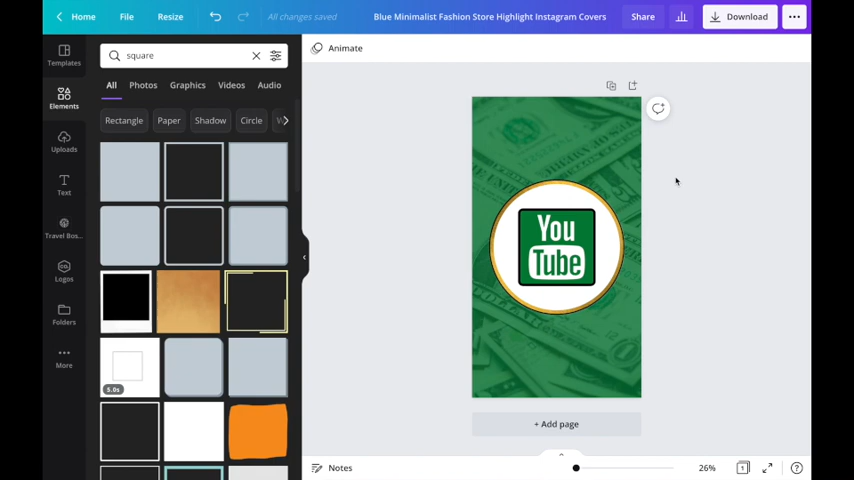 Home File Resize All changes saved Blue Minimalist Fashion Store Highlight Instagram Covers Share Download
Templates
Elements
Uploads
Text
Travel Bos...
Logos
Folders
More
square
All Photos Graphics Videos Audio
Rectangle Paper Shadow Circle
5.0s
Animate
You
Tube
+ Add page
Notes
26%
1